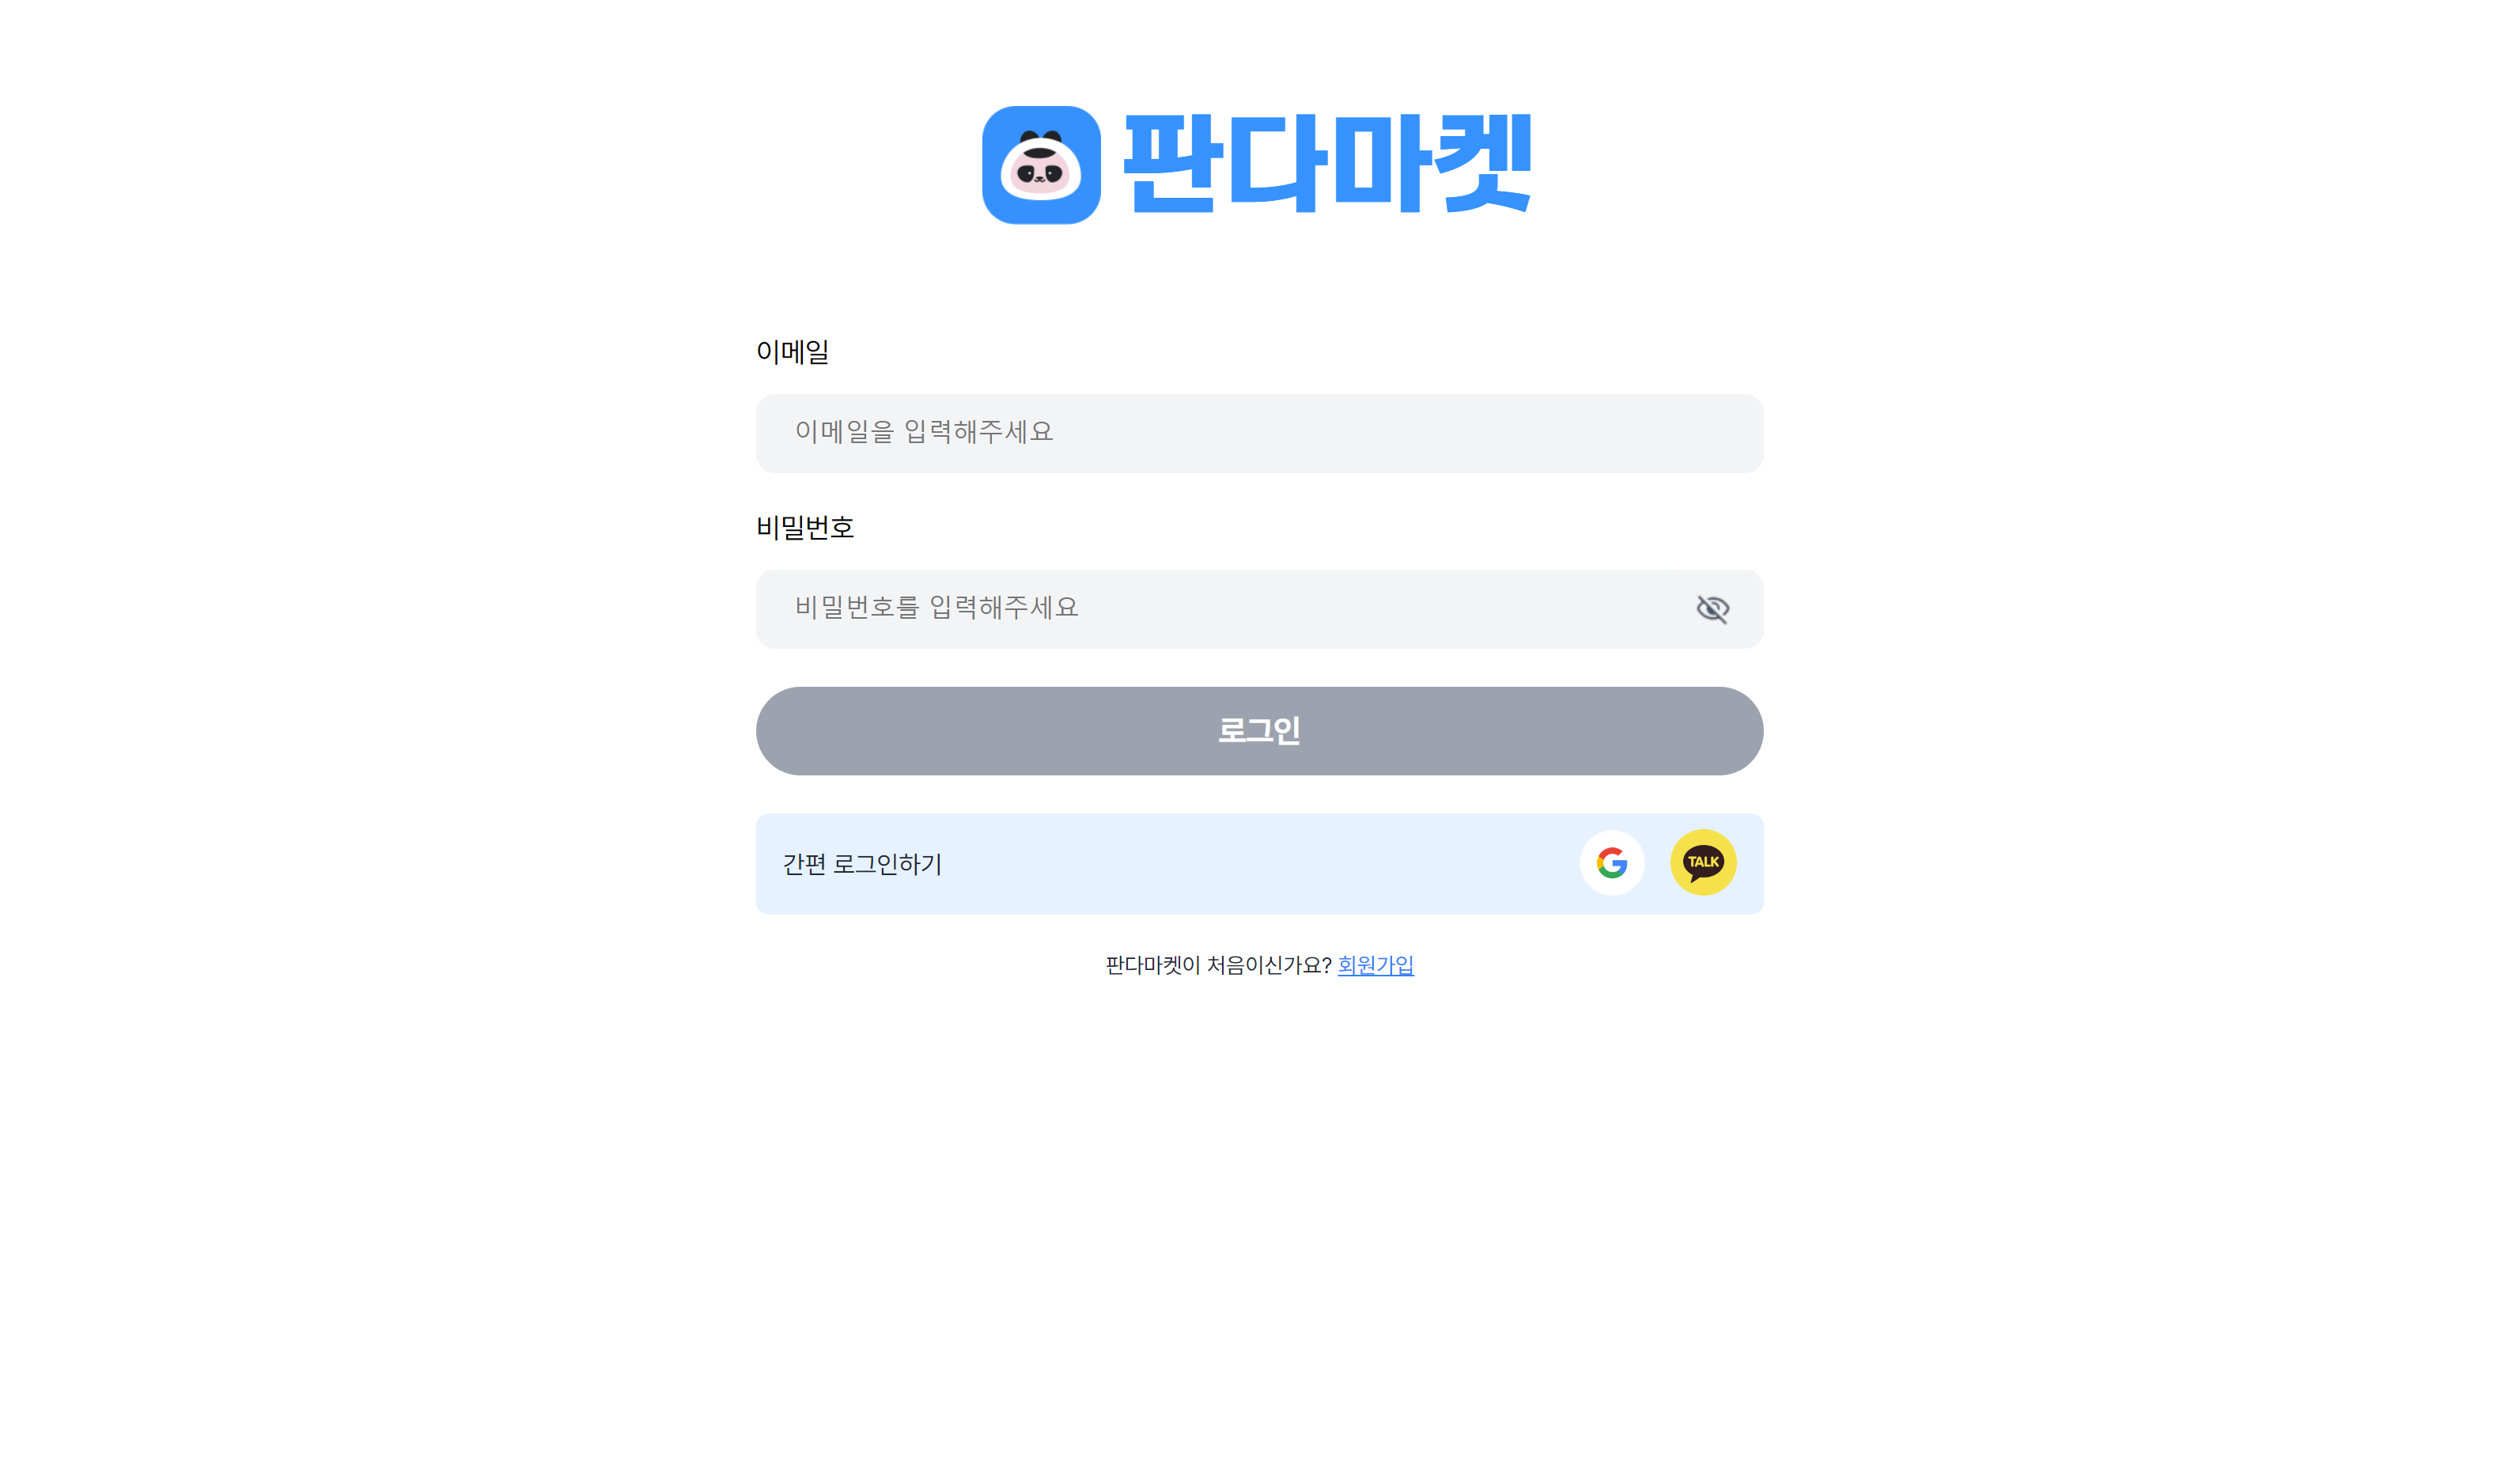 판다마켓
이메일
이메일을 입력해주세요
비밀번호
비밀번호를 입력해주세요
로그인
간편 로그인하기
G
TALK
판다마켓이 처음이신가요? 회원가입